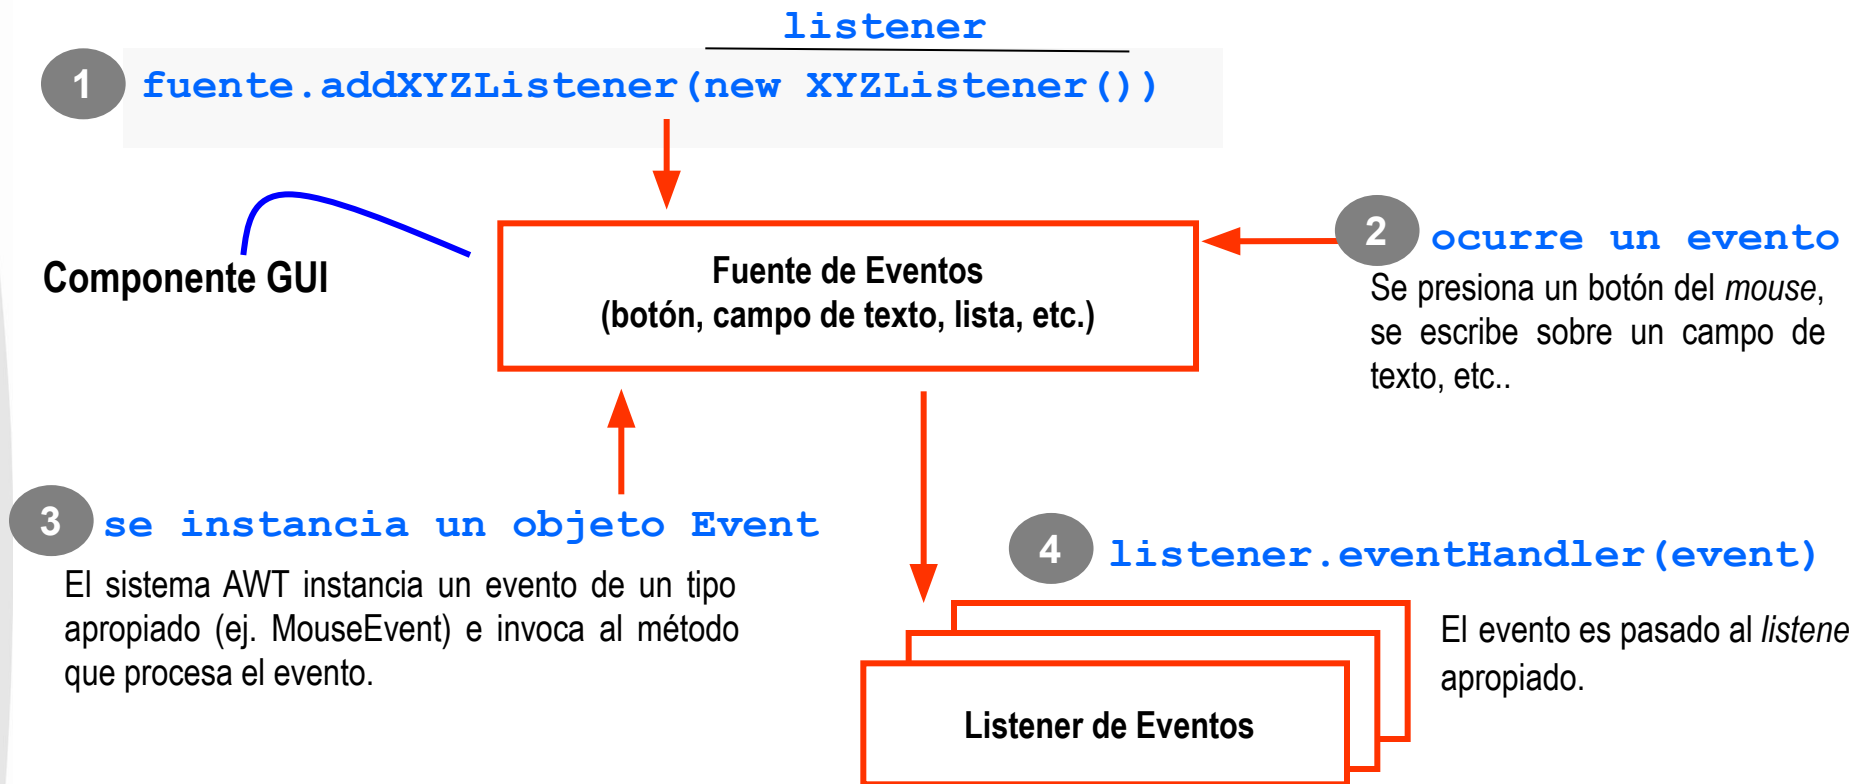 listener
1 fuente.addXYZListener(new XYZListener())
2 ocurre un evento
Se presiona un botón del mouse,
se escribe sobre un campo de
texto, etc..
Componente GUI
Fuente de Eventos
(botón, campo de texto, lista, etc.)
3 se instancia un objeto Event
El sistema AWT instancia un evento de un tipo
apropiado (ej. MouseEvent) e invoca al método
que procesa el evento.
4 listener.eventHandler(event)
El evento es pasado al listene
apropiado.
Listener de Eventos